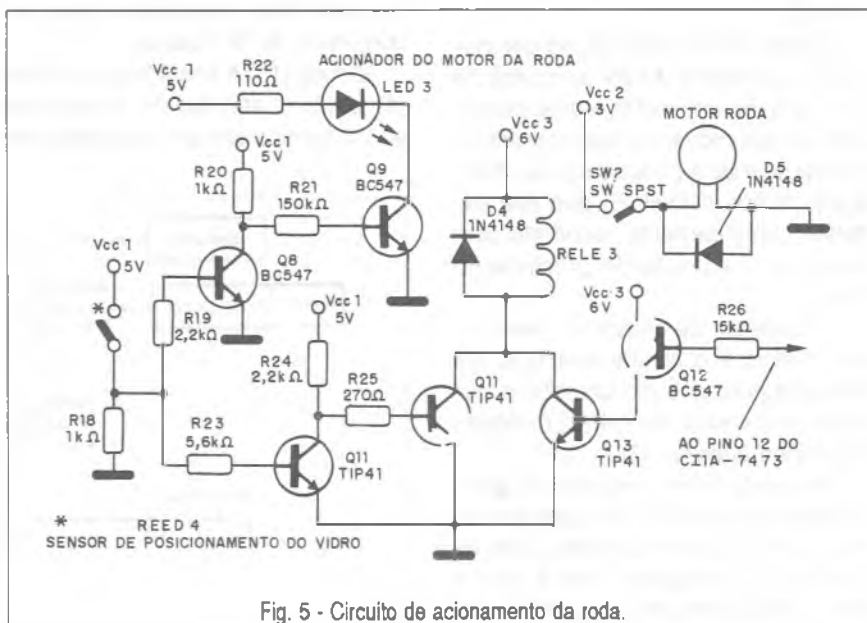 ACIONADOR DO MOTOR DA RODA
Vcc 1
5V
R22
110Ω
LED 3
Vcc 1
5V
R20
1kΩ
R21
150kΩ
Q9
BC547
Vcc 3
6V
Vcc 2
3V
MOTOR RODA
SW2
SW
SPST
D5
1N4148
D4
1N4148
RELE 3
Vcc 1
5V
*
Q8
BC547
R19
2,2kΩ
Vcc 1
5V
R24
2,2kΩ
R25
270Ω
Q11
TIP41
Vcc 3
6V
R26
15kΩ
Q12
BC547
R18
1kΩ
R23
5,6kΩ
Q11
TIP41
Q13
TIP41
AO PINO 12 DO
CI1A-7473
* REED 4
SENSOR DE POSICIONAMENTO DO VIDRO
Fig. 5 - Circuito de acionamento da roda.